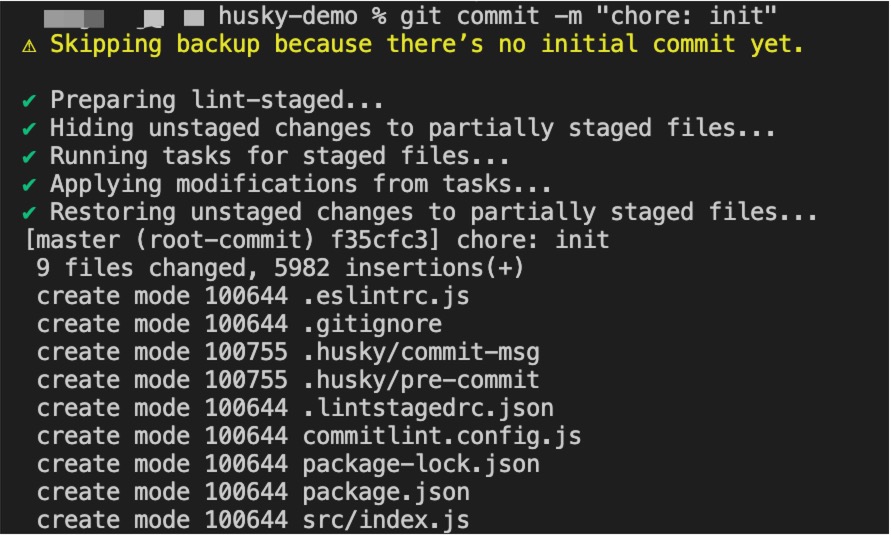 husky-demo % git commit -m "chore: init"
⚠ Skipping backup because there’s no initial commit yet.
✔ Preparing lint-staged...
✔ Hiding unstaged changes to partially staged files...
✔ Running tasks for staged files...
✔ Applying modifications from tasks...
✔ Restoring unstaged changes to partially staged files...
[master (root-commit) f35cfc3] chore: init
9 files changed, 5982 insertions(+)
create mode 100644 .eslintrc.js
create mode 100644 .gitignore
create mode 100755 .husky/commit-msg
create mode 100755 .husky/pre-commit
create mode 100644 .lintstagedrc.json
create mode 100644 commitlint.config.js
create mode 100644 package-lock.json
create mode 100644 package.json
create mode 100644 src/index.js